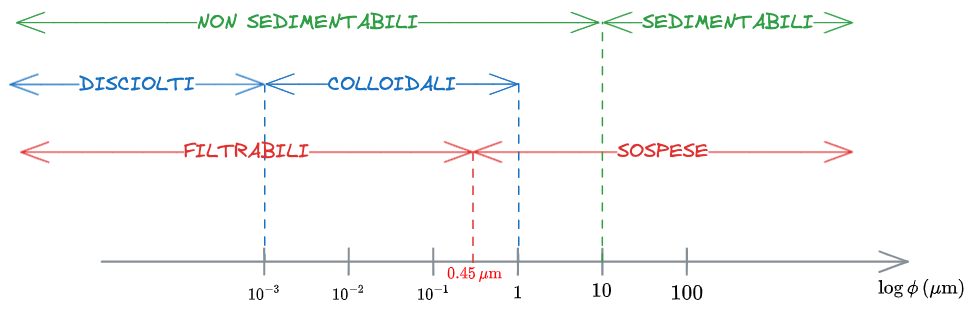 NON SEDIMENTABILI SEDIMENTABILI
DISCIOLTI COLLOIDALI
FILTRABILI SOSPESE
10⁻³ 10⁻² 10⁻¹ 0.45 μm 1 10 100
log ϕ (μm)